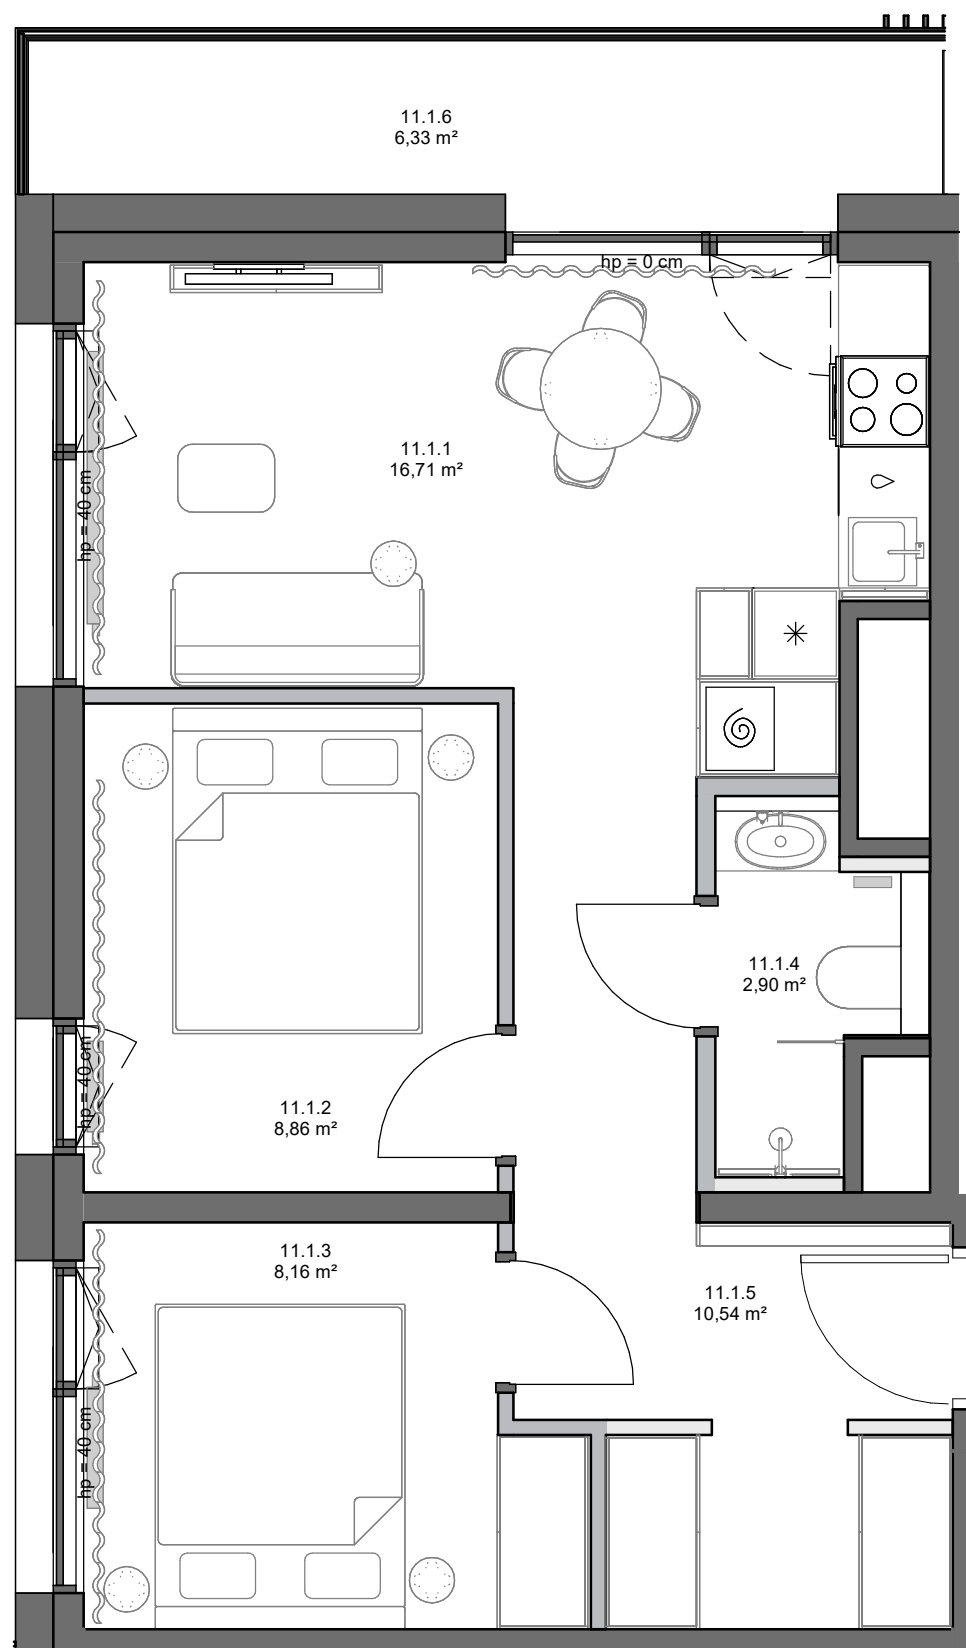 11.1.6
6,33 m²
hp = 0 cm
11.1.1
16,71 m²
hp = 40 cm
11.1.4
2,90 m²
hp = 40 cm
11.1.2
8,86 m²
11.1.3
8,16 m²
11.1.5
10,54 m²
hp = 40 cm